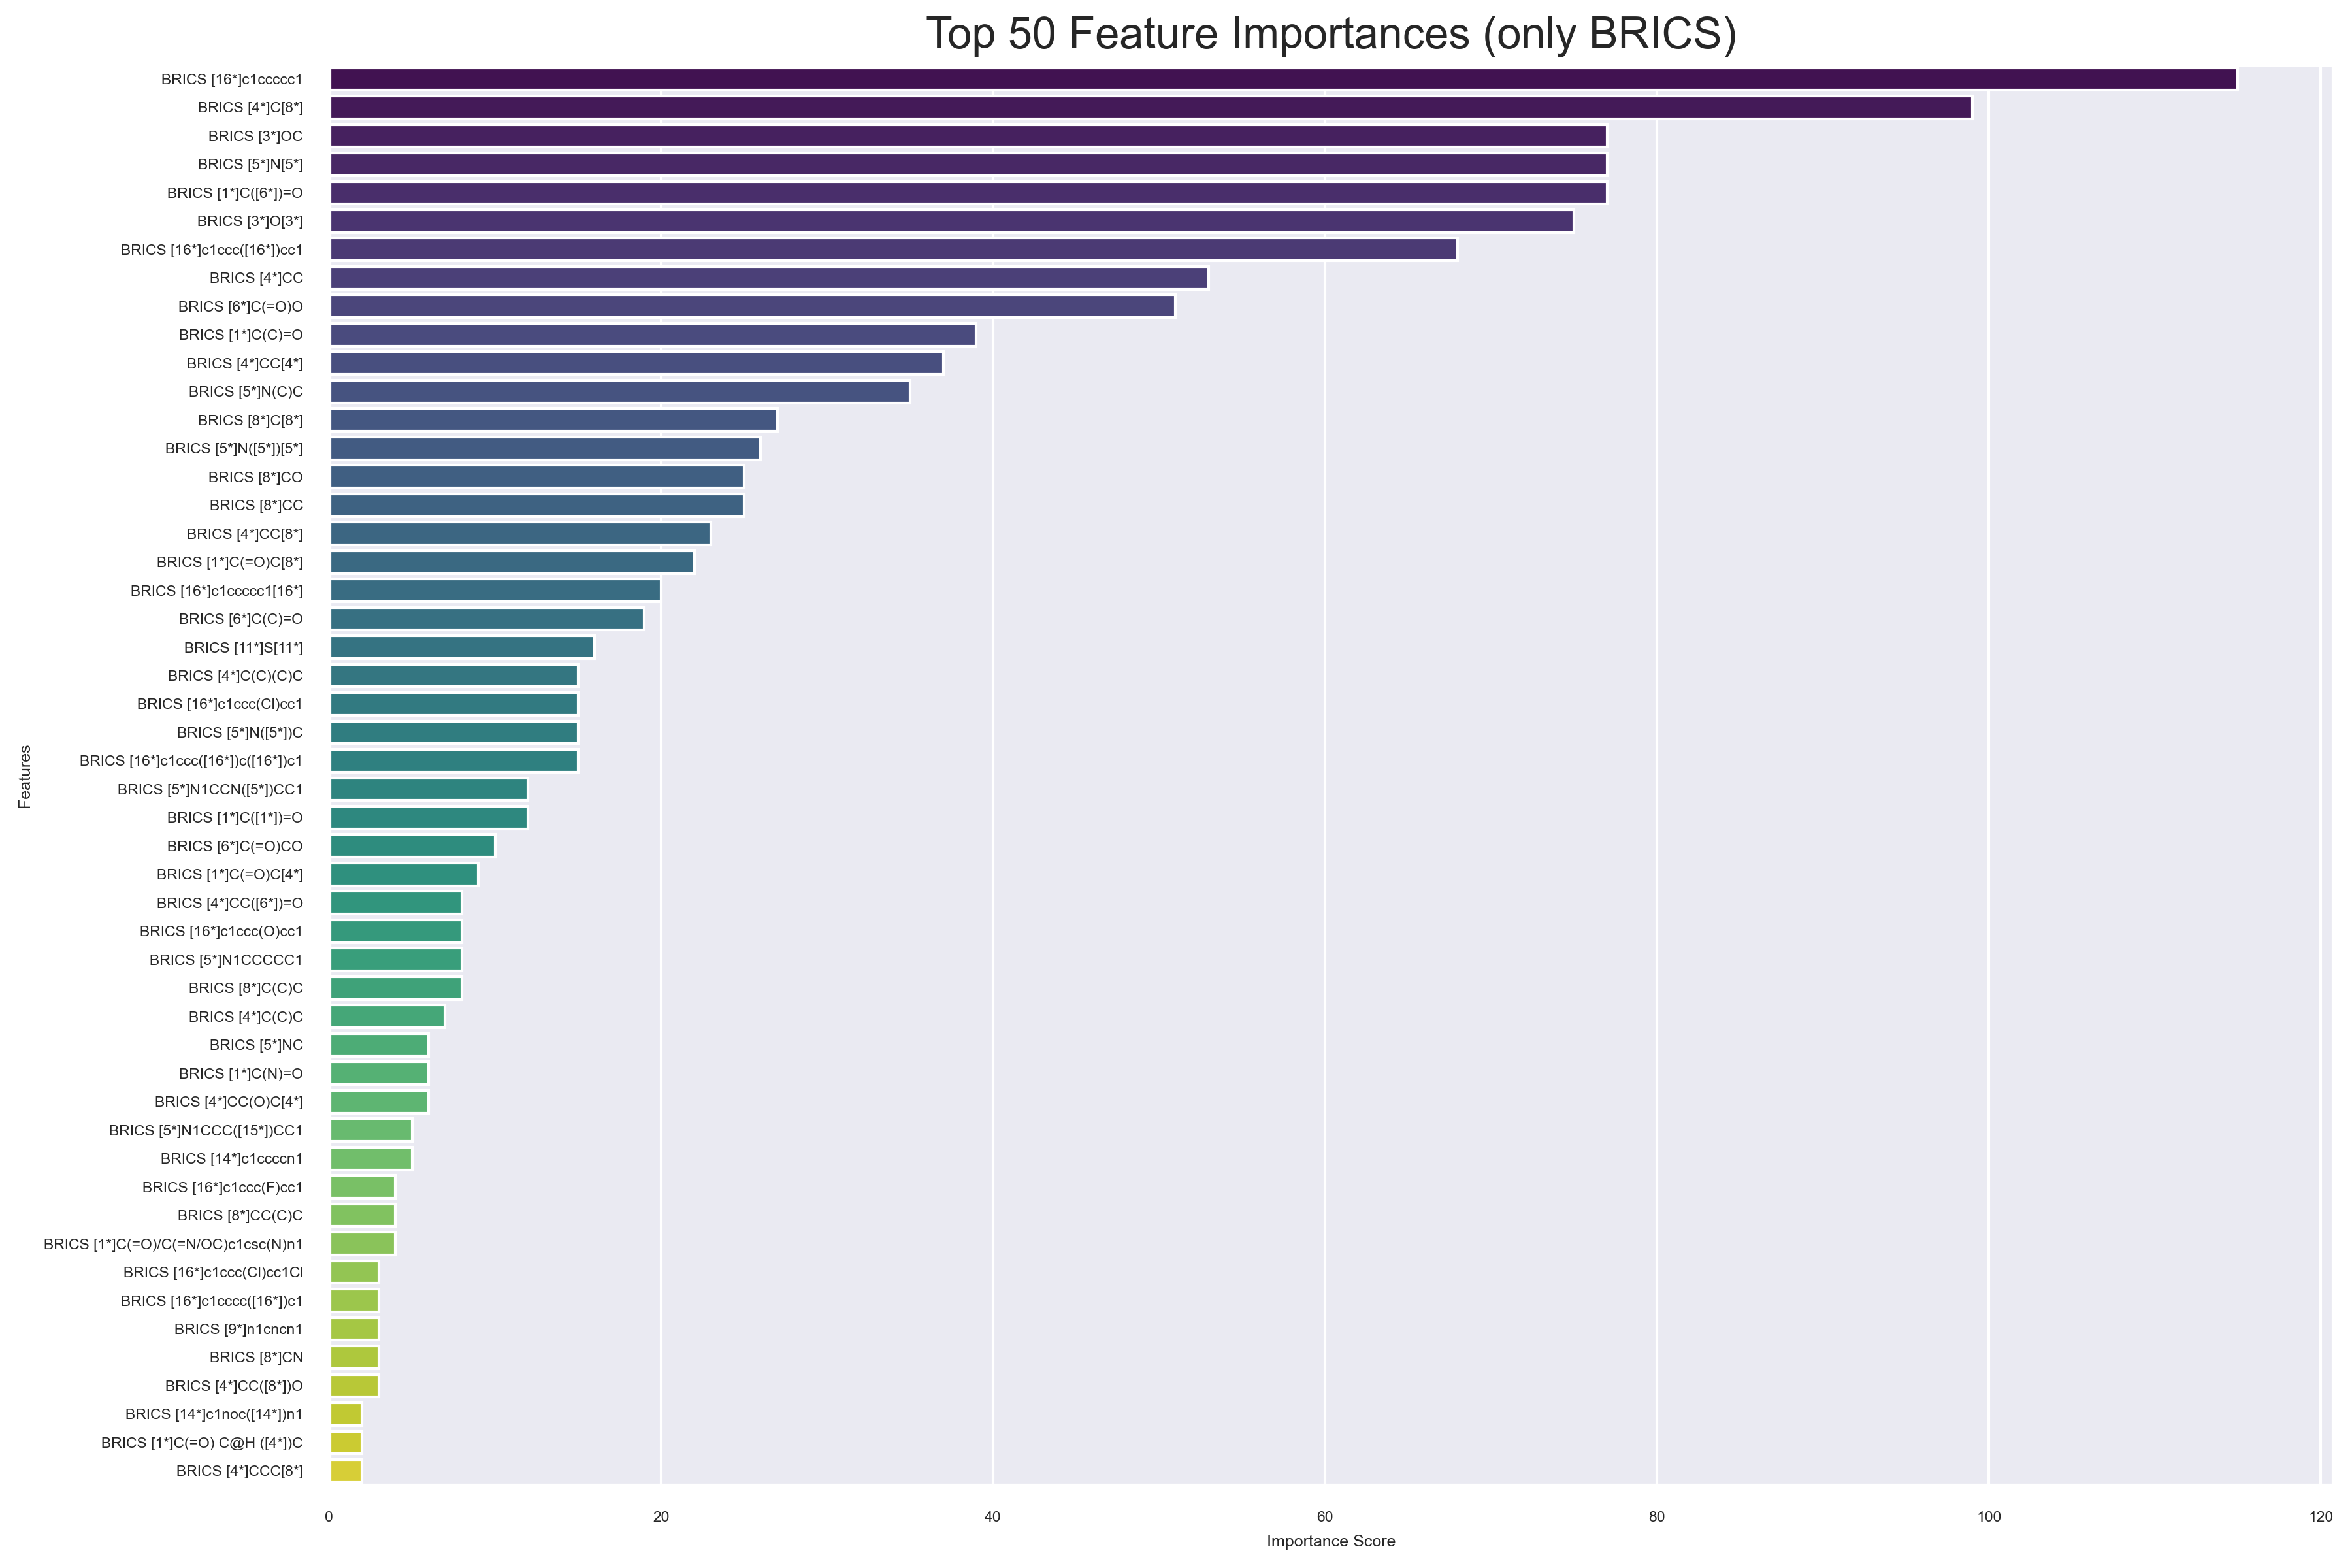 Top 50 Feature Importances (only BRICS)
BRICS [16*]c1ccccc1
BRICS [4*]C[8*]
BRICS [3*]OC
BRICS [5*]N[5*]
BRICS [1*]C([6*])=O
BRICS [3*]O[3*]
BRICS [16*]c1ccc([16*])cc1
BRICS [4*]CC
BRICS [6*]C(=O)O
BRICS [1*]C(C)=O
BRICS [4*]CC[4*]
BRICS [5*]N(C)C
BRICS [8*]C[8*]
BRICS [5*]N([5*])[5*]
BRICS [8*]CO
BRICS [8*]CC
BRICS [4*]CC[8*]
BRICS [1*]C(=O)C[8*]
BRICS [16*]c1ccccc1[16*]
BRICS [6*]C(C)=O
BRICS [11*]S[11*]
BRICS [4*]C(C)(C)C
BRICS [16*]c1ccc(Cl)cc1
BRICS [5*]N([5*])C
BRICS [16*]c1ccc([16*])c([16*])c1
BRICS [5*]N1CCN([5*])CC1
BRICS [1*]C([1*])=O
BRICS [6*]C(=O)CO
BRICS [1*]C(=O)C[4*]
BRICS [4*]CC([6*])=O
BRICS [16*]c1ccc(O)cc1
BRICS [5*]N1CCCCC1
BRICS [8*]C(C)C
BRICS [4*]C(C)C
BRICS [5*]NC
BRICS [1*]C(N)=O
BRICS [4*]CC(O)C[4*]
BRICS [5*]N1CCC([15*])CC1
BRICS [14*]c1ccccn1
BRICS [16*]c1ccc(F)cc1
BRICS [8*]CC(C)C
BRICS [1*]C(=O)/C(=N/OC)c1csc(N)n1
BRICS [16*]c1ccc(Cl)cc1Cl
BRICS [16*]c1cccc([16*])c1
BRICS [9*]n1cncn1
BRICS [8*]CN
BRICS [4*]CC([8*])O
BRICS [14*]c1noc([14*])n1
BRICS [1*]C(=O) C@H ([4*])C
BRICS [4*]CCC[8*]
Features
0 20 40 60 80 100 120
Importance Score